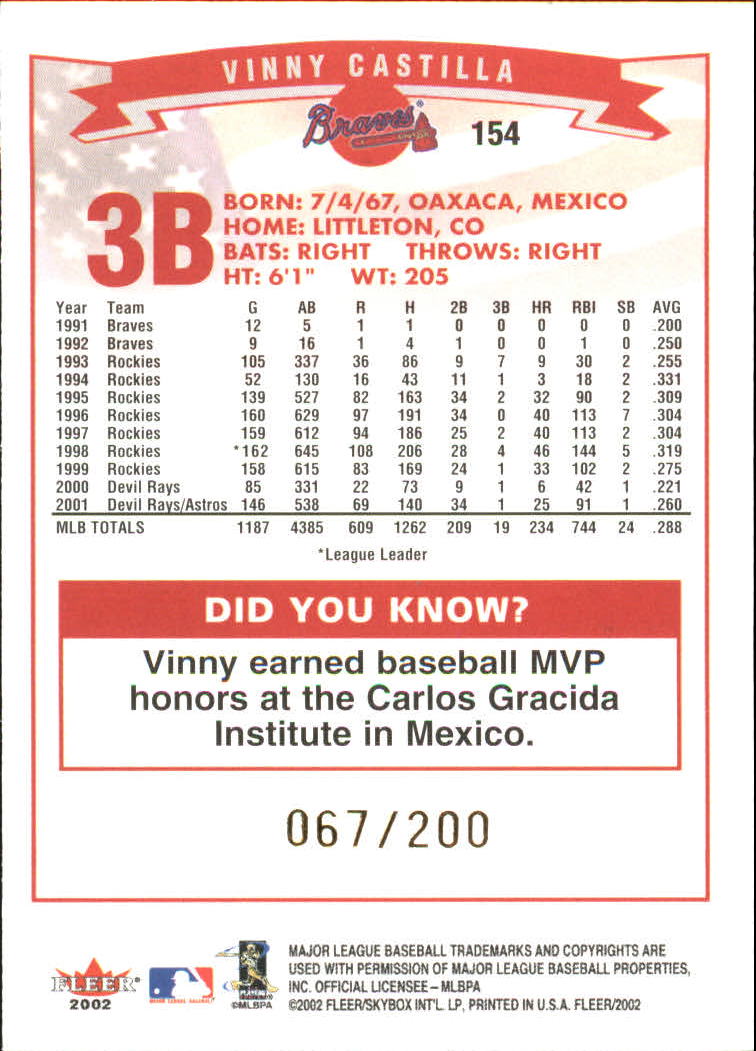 VINNY CASTILLA
Braves
154
3B
BORN: 7/4/67, OAXACA, MEXICO
HOME: LITTLETON, CO
BATS: RIGHT THROWS: RIGHT
HT: 6'1" WT: 205
Year Team G AB R H 2B 3B HR RBI SB AVG
1991 Braves 12 5 1 1 0 0 0 0 0 .200
1992 Braves 9 16 1 4 1 0 0 1 0 .250
1993 Rockies 105 337 36 86 9 7 9 30 2 .255
1994 Rockies 52 130 16 43 11 1 3 18 2 .331
1995 Rockies 139 527 82 163 34 2 32 90 2 .309
1996 Rockies 160 629 97 191 34 0 40 113 7 .304
1997 Rockies 159 612 94 186 25 2 40 113 2 .304
1998 Rockies *162 645 108 206 28 4 46 144 5 .319
1999 Rockies 158 615 83 169 24 1 33 102 2 .275
2000 Devil Rays 85 331 22 73 9 1 6 42 1 .221
2001 Devil Rays/Astros 146 538 69 140 34 1 25 91 1 .260
MLB TOTALS 1187 4385 609 1262 209 19 234 744 24 .288
*League Leader
DID YOU KNOW?
Vinny earned baseball MVP
honors at the Carlos Gracida
Institute in Mexico.
067/200
FLEER®
2002
©MLBPA
MAJOR LEAGUE BASEBALL TRADEMARKS AND COPYRIGHTS ARE
USED WITH PERMISSION OF MAJOR LEAGUE BASEBALL PROPERTIES,
INC. OFFICIAL LICENSEE – MLBPA
©2002 FLEER/SKYBOX INT'L. LP, PRINTED IN U.S.A. FLEER/2002